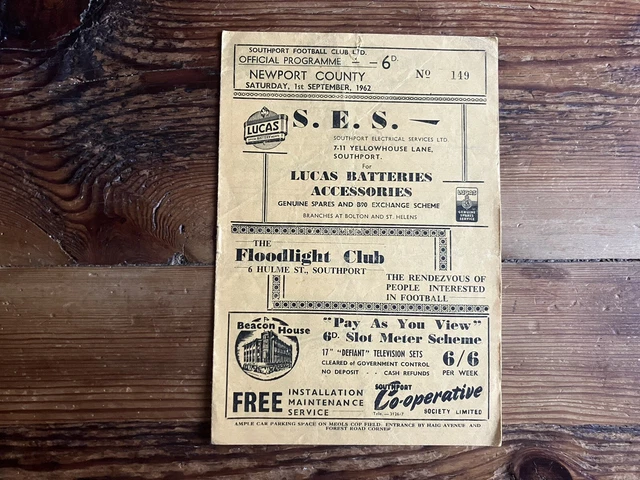 SOUTHPORT FOOTBALL CLUB LTD.
OFFICIAL PROGRAMME - - 6D.
NEWPORT COUNTY Nº 149
SATURDAY, 1st SEPTEMBER, 1962
LUCAS
S. E. S.
SOUTHPORT ELECTRICAL SERVICES LTD.
7-11 YELLOWHOUSE LANE,
SOUTHPORT.
For
LUCAS BATTERIES
ACCESSORIES
GENUINE SPARES AND B90 EXCHANGE SCHEME
BRANCHES AT BOLTON AND ST. HELENS
LUCAS
GENUINE
SPARES
SERVICE
THE
Floodlight Club
6 HULME ST., SOUTHPORT
THE RENDEZVOUS OF
PEOPLE INTERESTED
IN FOOTBALL
Beacon House
"Pay As You View"
6D. Slot Meter Scheme
17" "DEFIANT" TELEVISION SETS
CLEARED of GOVERNMENT CONTROL
NO DEPOSIT - - CASH REFUNDS
6/6
PER WEEK
FREE INSTALLATION
MAINTENANCE
SERVICE
SOUTHPORT
Co-operative
SOCIETY LIMITED
AMPLE CAR PARKING SPACE ON MEOLS COP FIELD. ENTRANCE BY HAIG AVENUE AND
FOREST ROAD CORNER